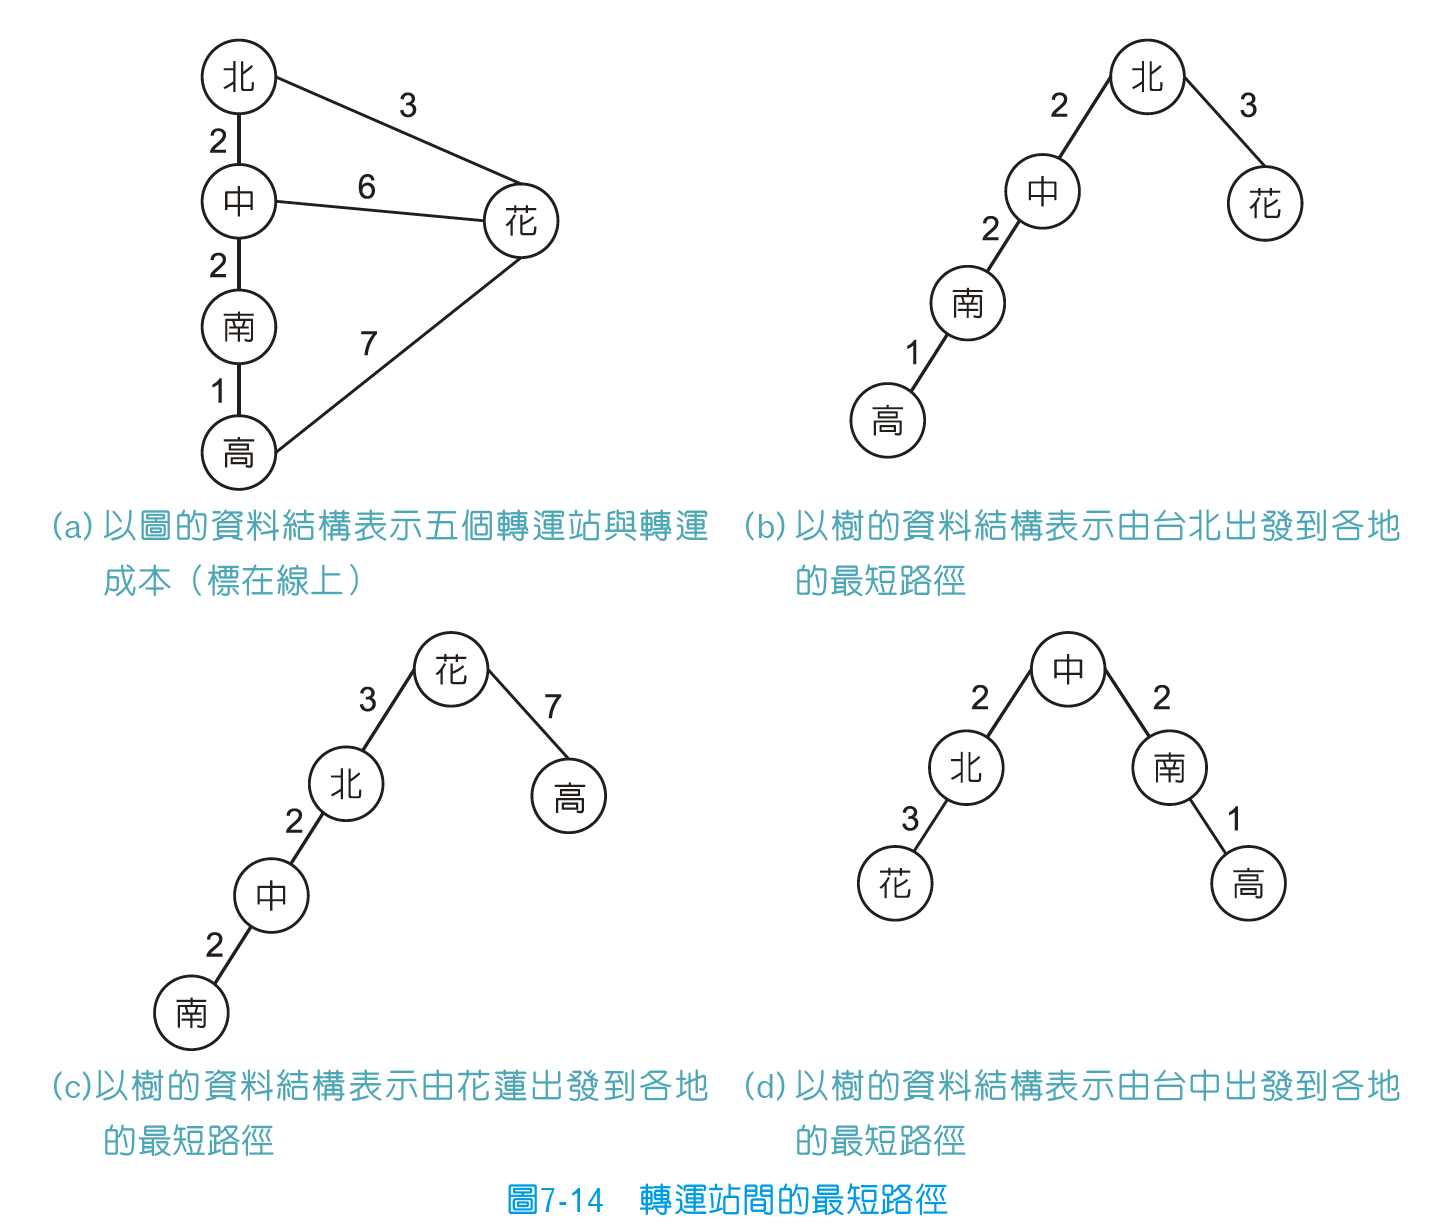 北
3
2
中
6
花
2
南
7
1
高
北
2
3
中
花
2
南
1
高
(a) 以圖的資料結構表示五個轉運站與轉運
成本（標在線上）
(b) 以樹的資料結構表示由台北出發到各地
的最短路徑
花
3
7
北
高
2
中
2
南
中
2
2
北
南
3
1
花
高
(c)以樹的資料結構表示由花蓮出發到各地
的最短路徑
(d) 以樹的資料結構表示由台中出發到各地
的最短路徑
圖7-14　轉運站間的最短路徑